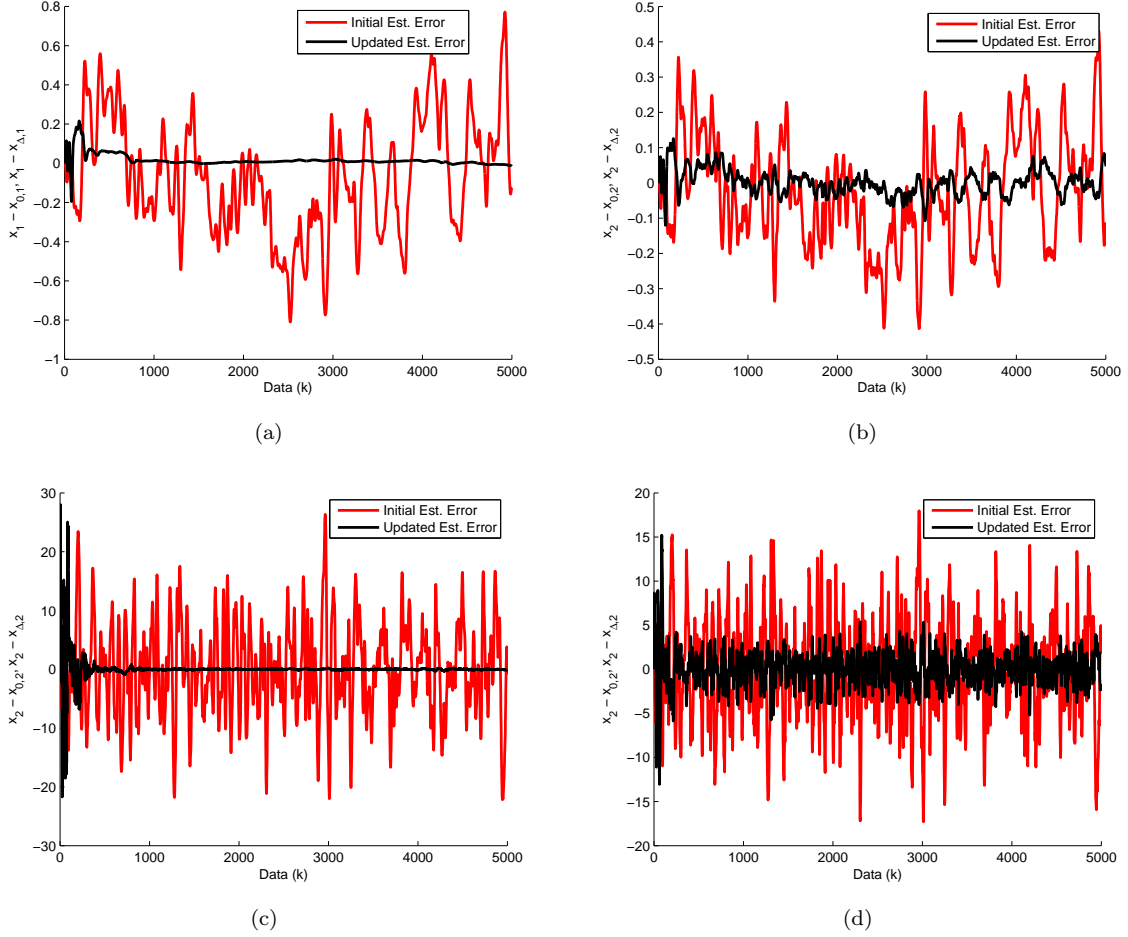 0.8
0.6
0.4
0.2
0
−0.2
−0.4
−0.6
−0.8
−1
x1 − x0,1, x1 − xΔ,1
0 1000 2000 3000 4000 5000
Data (k)
Initial Est. Error
Updated Est. Error
(a)
0.5
0.4
0.3
0.2
0.1
0
−0.1
−0.2
−0.3
−0.4
−0.5
x2 − x0,2, x2 − xΔ,2
0 1000 2000 3000 4000 5000
Data (k)
Initial Est. Error
Updated Est. Error
(b)
30
20
10
0
−10
−20
−30
x2 − x0,2, x2 − xΔ,2
0 1000 2000 3000 4000 5000
Data (k)
Initial Est. Error
Updated Est. Error
(c)
20
15
10
5
0
−5
−10
−15
−20
x2 − x0,2, x2 − xΔ,2
0 1000 2000 3000 4000 5000
Data (k)
Initial Est. Error
Updated Est. Error
(d)